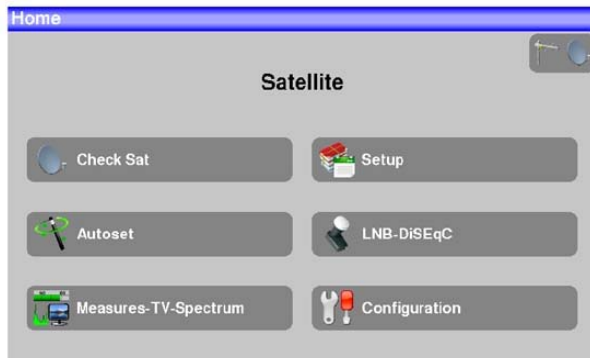 Home
Satellite
Check Sat
Setup
Autoset
LNB-DiSEqC
Measures-TV-Spectrum
Configuration